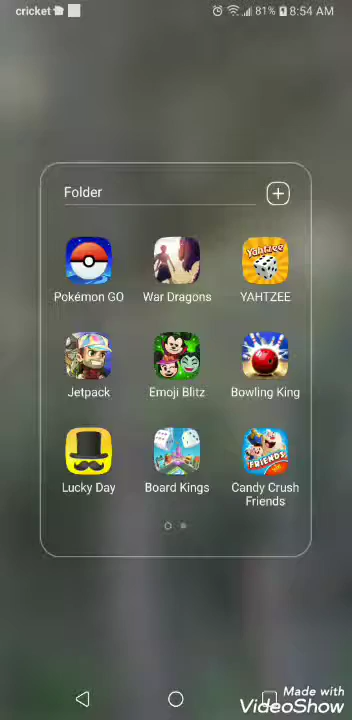 cricket 81% 8:54 AM
Folder
Yahtzee
Pokémon GO War Dragons YAHTZEE
Jetpack Emoji Blitz Bowling King
FRIENDS
Lucky Day Board Kings Candy Crush
Friends
Made with
VideoShow